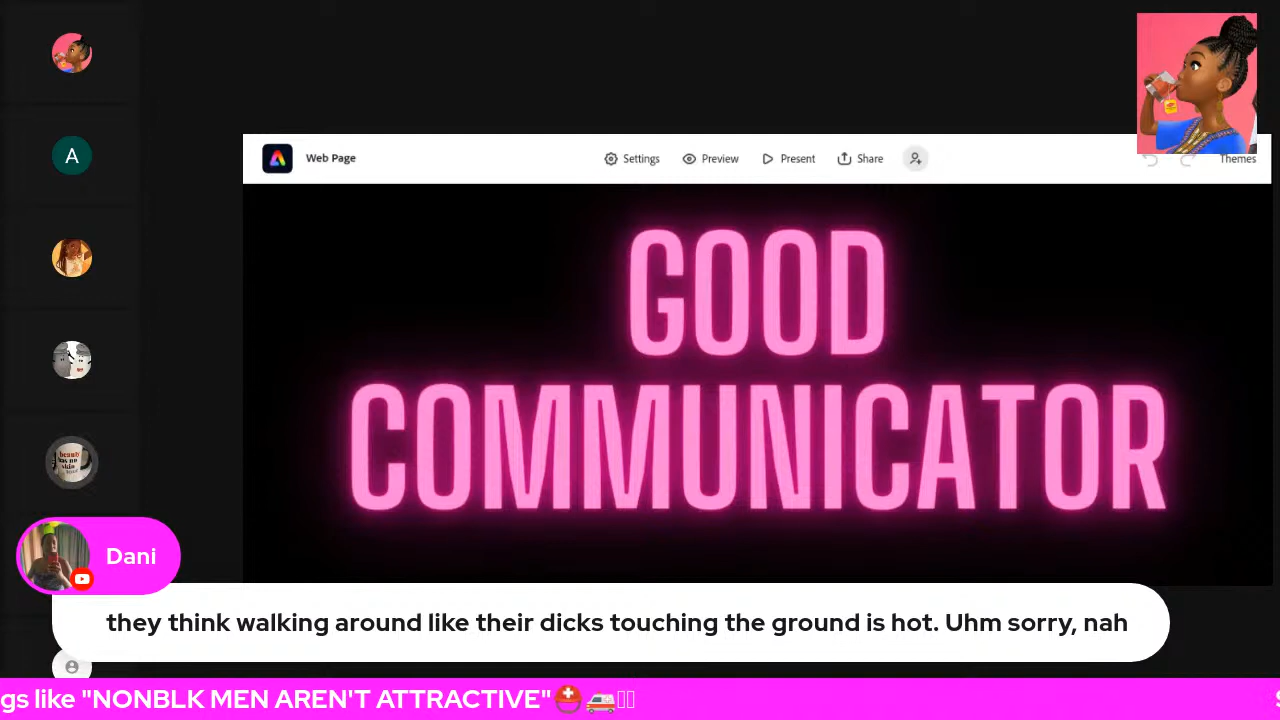 A
Web Page
Settings
Preview
Present
Share
Themes
GOOD
COMMUNICATOR
Dani
they think walking around like their dicks touching the ground is hot. Uhm sorry, nah
gs like "NONBLK MEN AREN'T ATTRACTIVE"⛑️🚑